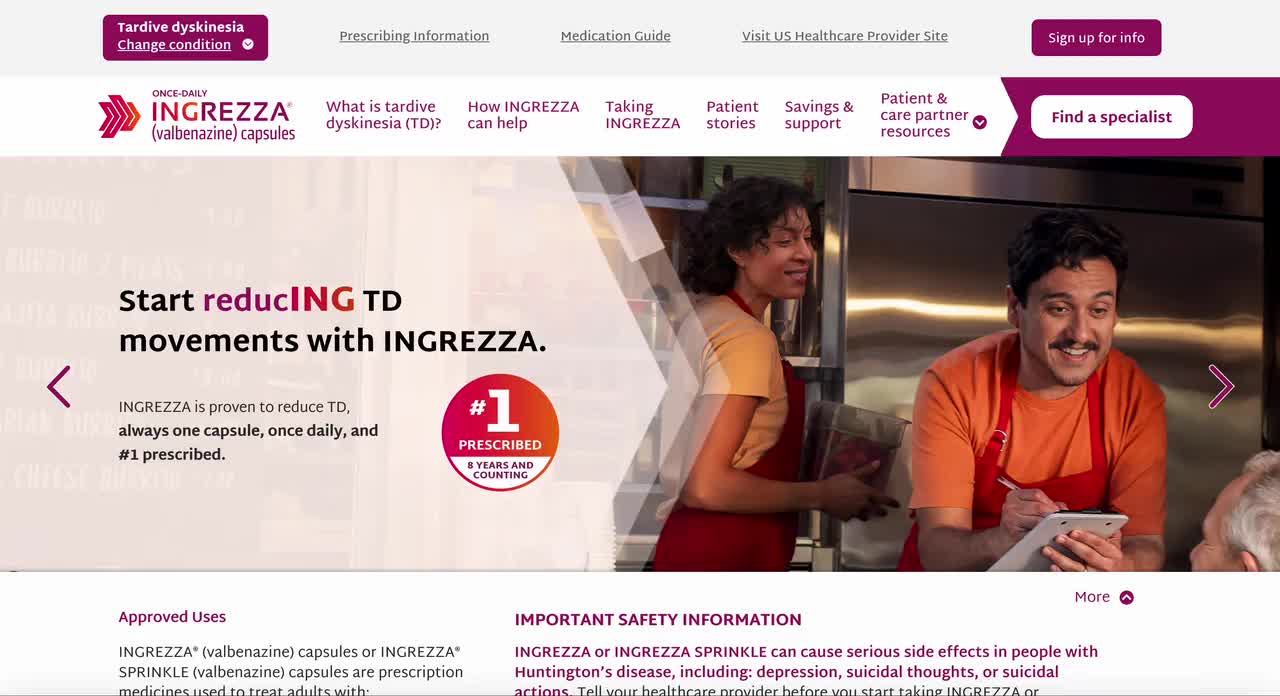 Tardive dyskinesia
Change condition
Prescribing Information
Medication Guide
Visit US Healthcare Provider Site
Sign up for info
ONCE-DAILY
INGREZZA®
(valbenazine) capsules
What is tardive
dyskinesia (TD)?
How INGREZZA
can help
Taking
INGREZZA
Patient
stories
Savings &
support
Patient &
care partner
resources
Find a specialist
Start reducING TD
movements with INGREZZA.
INGREZZA is proven to reduce TD,
always one capsule, once daily, and
#1 prescribed.
#1
PRESCRIBED
8 YEARS AND
COUNTING
More
Approved Uses
INGREZZA® (valbenazine) capsules or INGREZZA®
SPRINKLE (valbenazine) capsules are prescription
medicines used to treat adults with:
IMPORTANT SAFETY INFORMATION
INGREZZA or INGREZZA SPRINKLE can cause serious side effects in people with
Huntington's disease, including: depression, suicidal thoughts, or suicidal
actions. Tell your healthcare provider before you start taking INGREZZA or